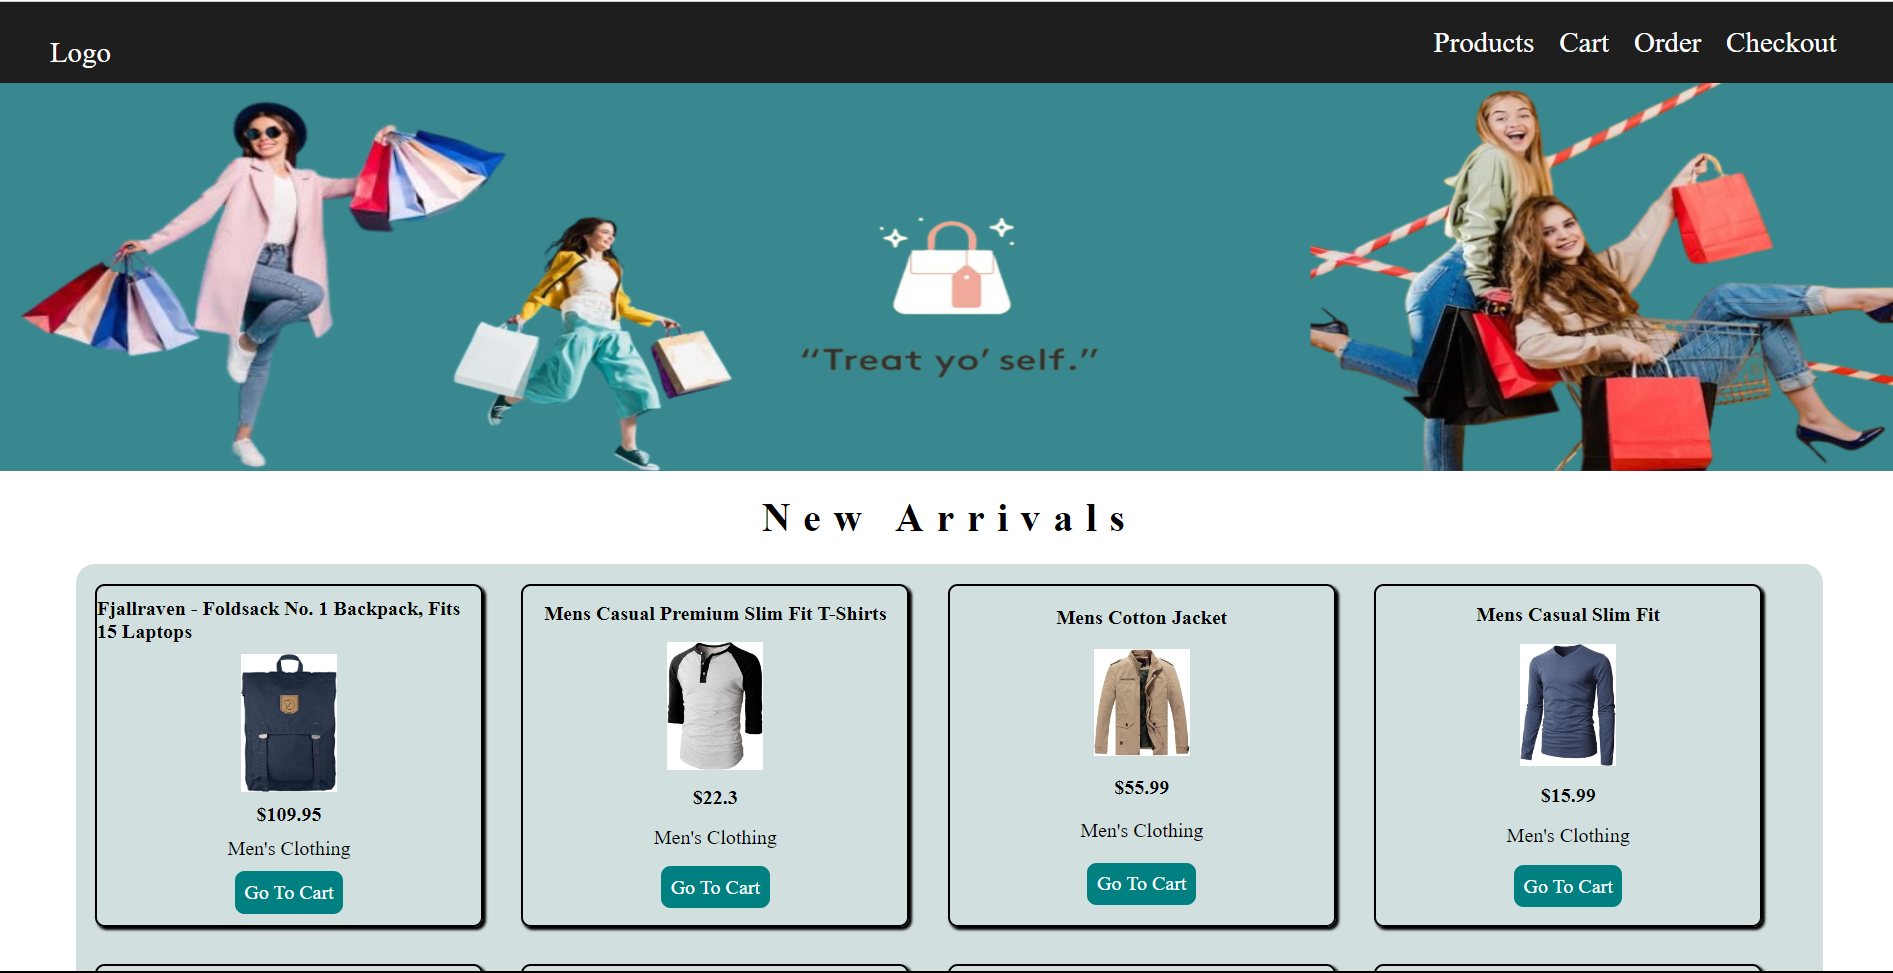 Logo
Products Cart Order Checkout
“Treat yo’ self.”
New Arrivals
Fjallraven - Foldsack No. 1 Backpack, Fits
15 Laptops
$109.95
Men's Clothing
Go To Cart
Mens Casual Premium Slim Fit T-Shirts
$22.3
Men's Clothing
Go To Cart
Mens Cotton Jacket
$55.99
Men's Clothing
Go To Cart
Mens Casual Slim Fit
$15.99
Men's Clothing
Go To Cart